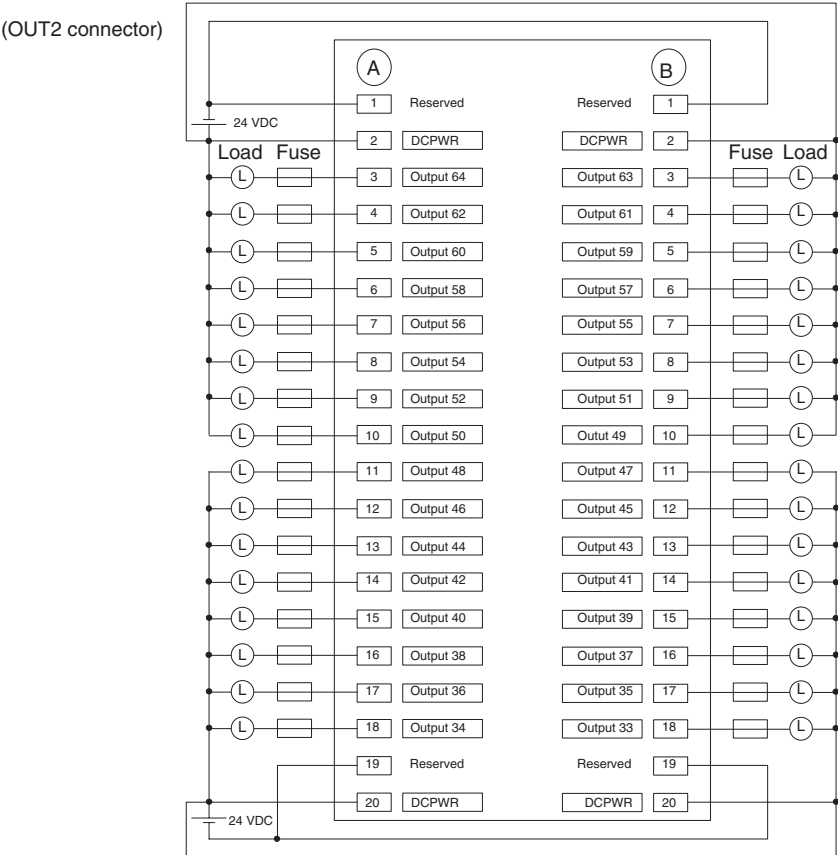 (OUT2 connector)
A B
1 Reserved Reserved 1
24 VDC
2 DCPWR DCPWR 2
Load Fuse Fuse Load
L 3 Output 64 Output 63 3 L
L 4 Output 62 Output 61 4 L
L 5 Output 60 Output 59 5 L
L 6 Output 58 Output 57 6 L
L 7 Output 56 Output 55 7 L
L 8 Output 54 Output 53 8 L
L 9 Output 52 Output 51 9 L
L 10 Output 50 Outut 49 10 L
L 11 Output 48 Output 47 11 L
L 12 Output 46 Output 45 12 L
L 13 Output 44 Output 43 13 L
L 14 Output 42 Output 41 14 L
L 15 Output 40 Output 39 15 L
L 16 Output 38 Output 37 16 L
L 17 Output 36 Output 35 17 L
L 18 Output 34 Output 33 18 L
19 Reserved Reserved 19
20 DCPWR DCPWR 20
24 VDC